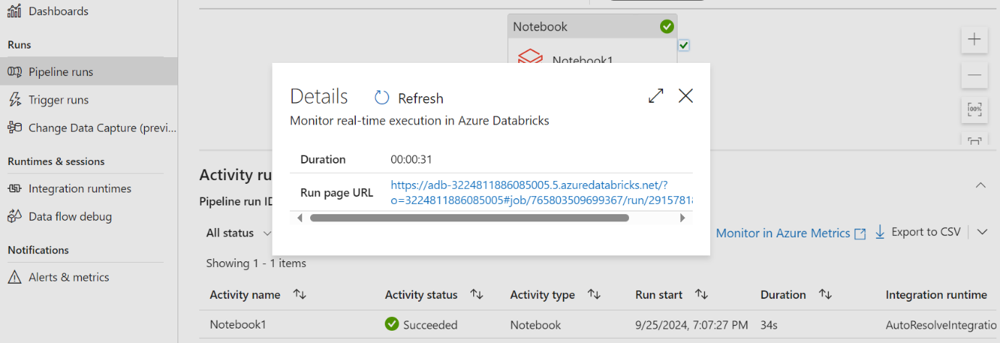 Dashboards
Runs
Pipeline runs
Trigger runs
Change Data Capture (previ...
Runtimes & sessions
Integration runtimes
Data flow debug
Notifications
Alerts & metrics
Notebook
Notebook1
100%
Details
Refresh
Monitor real-time execution in Azure Databricks
Duration 00:00:31
Run page URL
https://adb-3224811886085005.5.azuredatabricks.net/?
o=3224811886085005#job/765803509699367/run/2915781
Activity ru
Pipeline run ID
All status
Monitor in Azure Metrics
Export to CSV
Showing 1 - 1 items
Activity name Activity status Activity type Run start Duration Integration runtime
Notebook1 Succeeded Notebook 9/25/2024, 7:07:27 PM 34s AutoResolveIntegratio